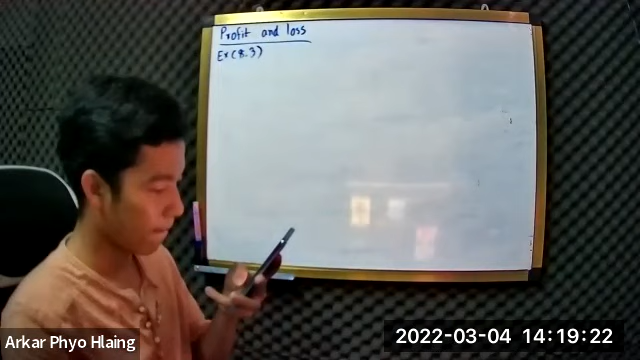 Profit and loss
Ex (8.3)
Arkar Phyo Hlaing
2022-03-04 14:19:22